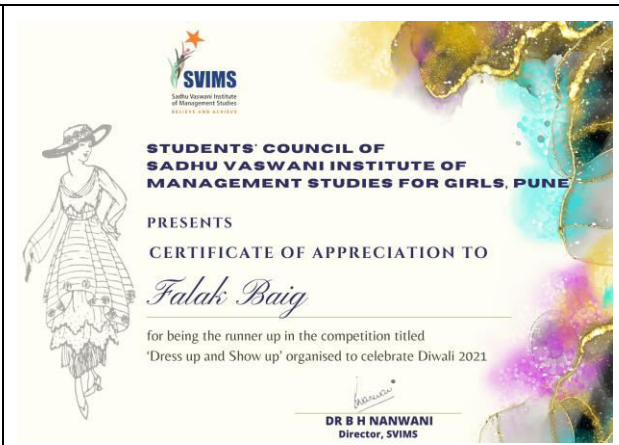 SVIMS
Sadhu Vaswani Institute
of Management Studies
BELIEVE AND ACHIEVE
STUDENTS' COUNCIL OF
SADHU VASWANI INSTITUTE OF
MANAGEMENT STUDIES FOR GIRLS, PUNE
PRESENTS
CERTIFICATE OF APPRECIATION TO
Falak Baig
for being the runner up in the competition titled
'Dress up and Show up' organised to celebrate Diwali 2021
DR B H NANWANI
Director, SVIMS